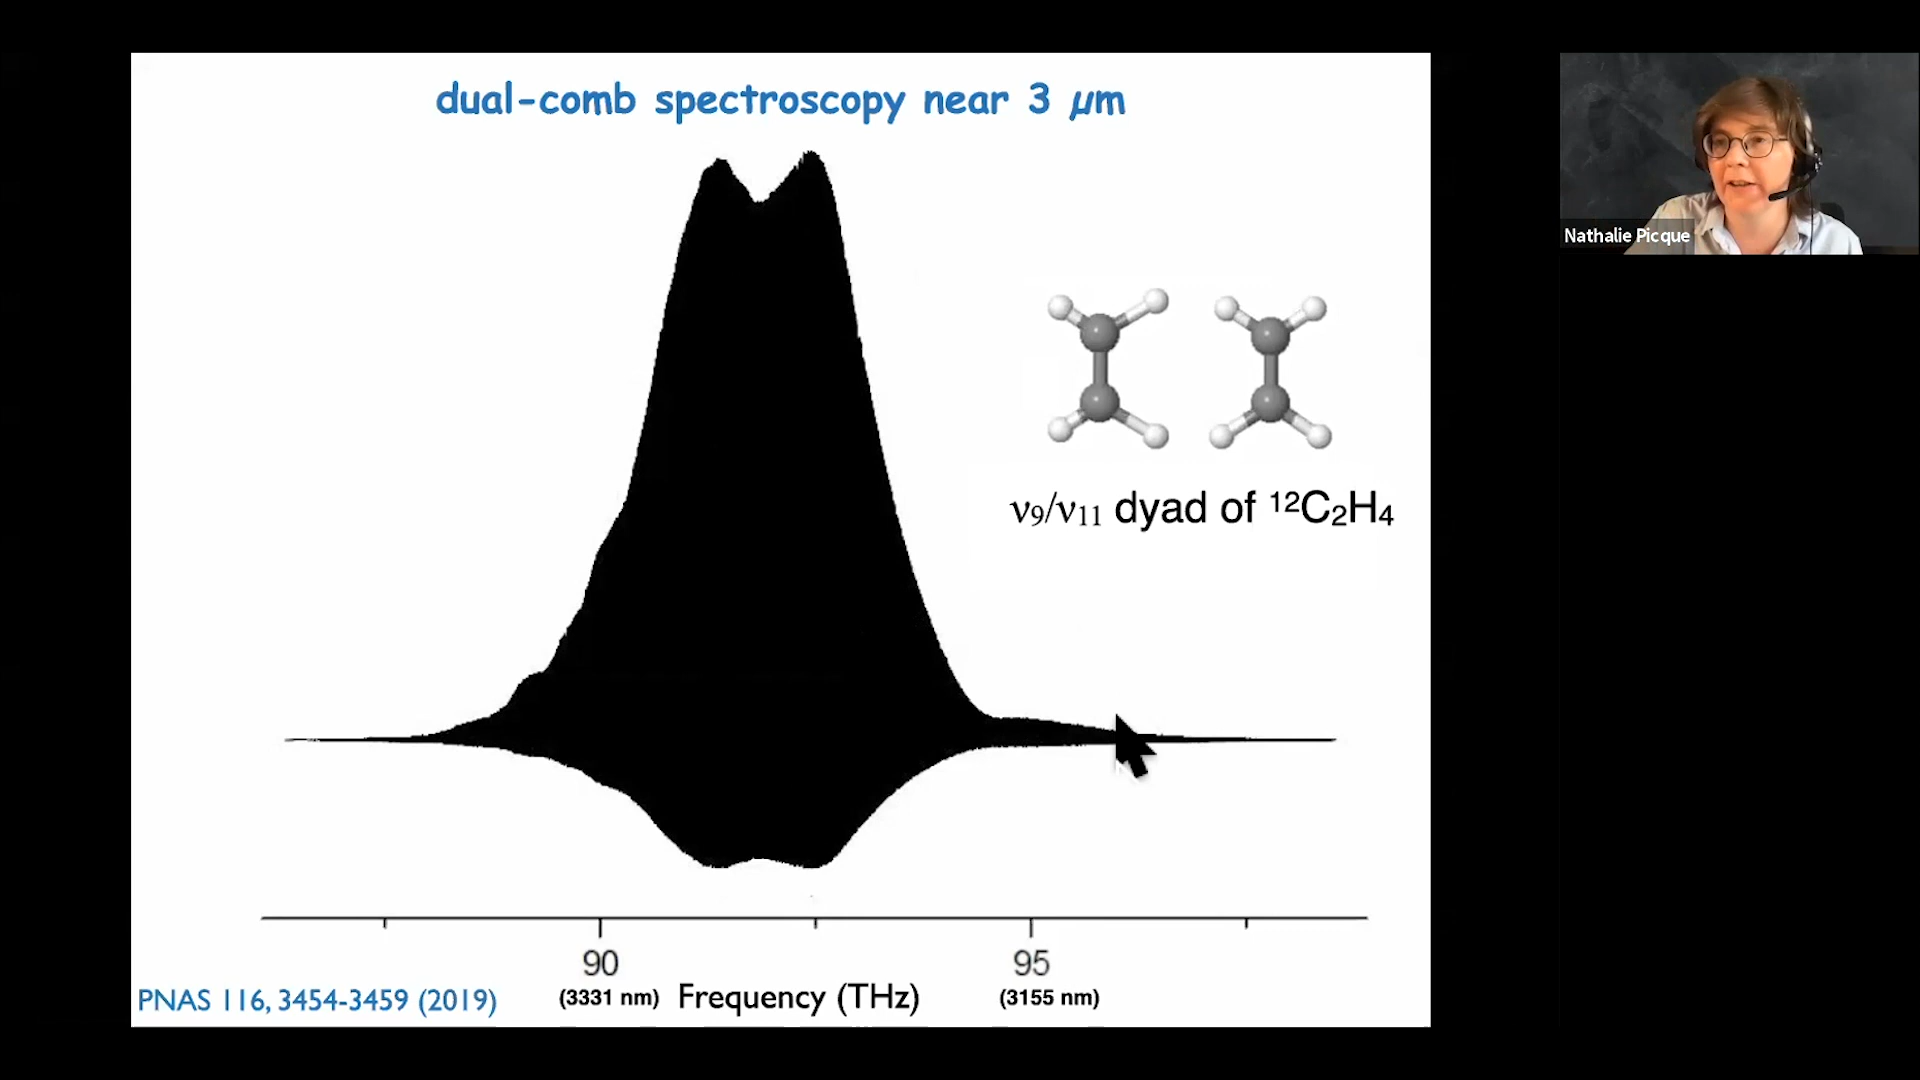 dual-comb spectroscopy near 3 µm
Nathalie Picque
ν₉/ν₁₁ dyad of ¹²C₂H₄
90
95
(3331 nm)
Frequency (THz)
(3155 nm)
PNAS 116, 3454-3459 (2019)